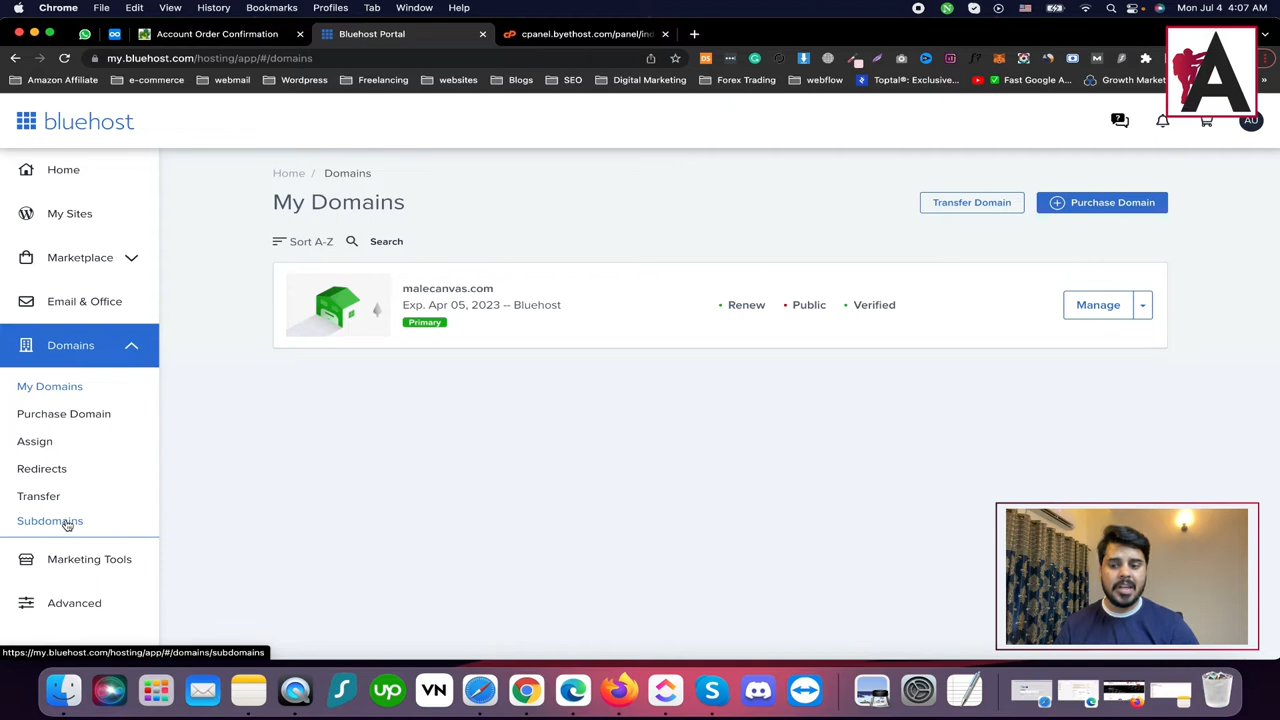 Chrome File Edit View History Bookmarks Profiles Tab Window Help Mon Jul 4 4:07 AM
Account Order Confirmation Bluehost Portal cpanel.byethost.com/panel/ind
my.bluehost.com/hosting/app/#/domains
Amazon Affiliate e-commerce webmail Wordpress Freelancing websites Blogs SEO Digital Marketing Forex Trading webflow Toptal®: Exclusive... Fast Google A... Growth Market
A
bluehost
AU
Home
My Sites
Marketplace
Email & Office
Domains
My Domains
Purchase Domain
Assign
Redirects
Transfer
Subdomains
Marketing Tools
Advanced
Home / Domains
My Domains
Transfer Domain
Purchase Domain
Sort A-Z Search
malecanvas.com
Exp. Apr 05, 2023 -- Bluehost
Primary
Renew Public Verified
Manage
https://my.bluehost.com/hosting/app/#/domains/subdomains
up VN